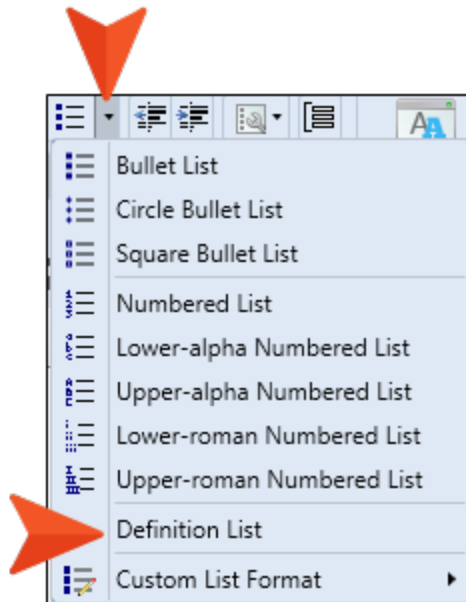 Bullet List
Circle Bullet List
Square Bullet List
Numbered List
Lower-alpha Numbered List
Upper-alpha Numbered List
Lower-roman Numbered List
Upper-roman Numbered List
Definition List
Custom List Format